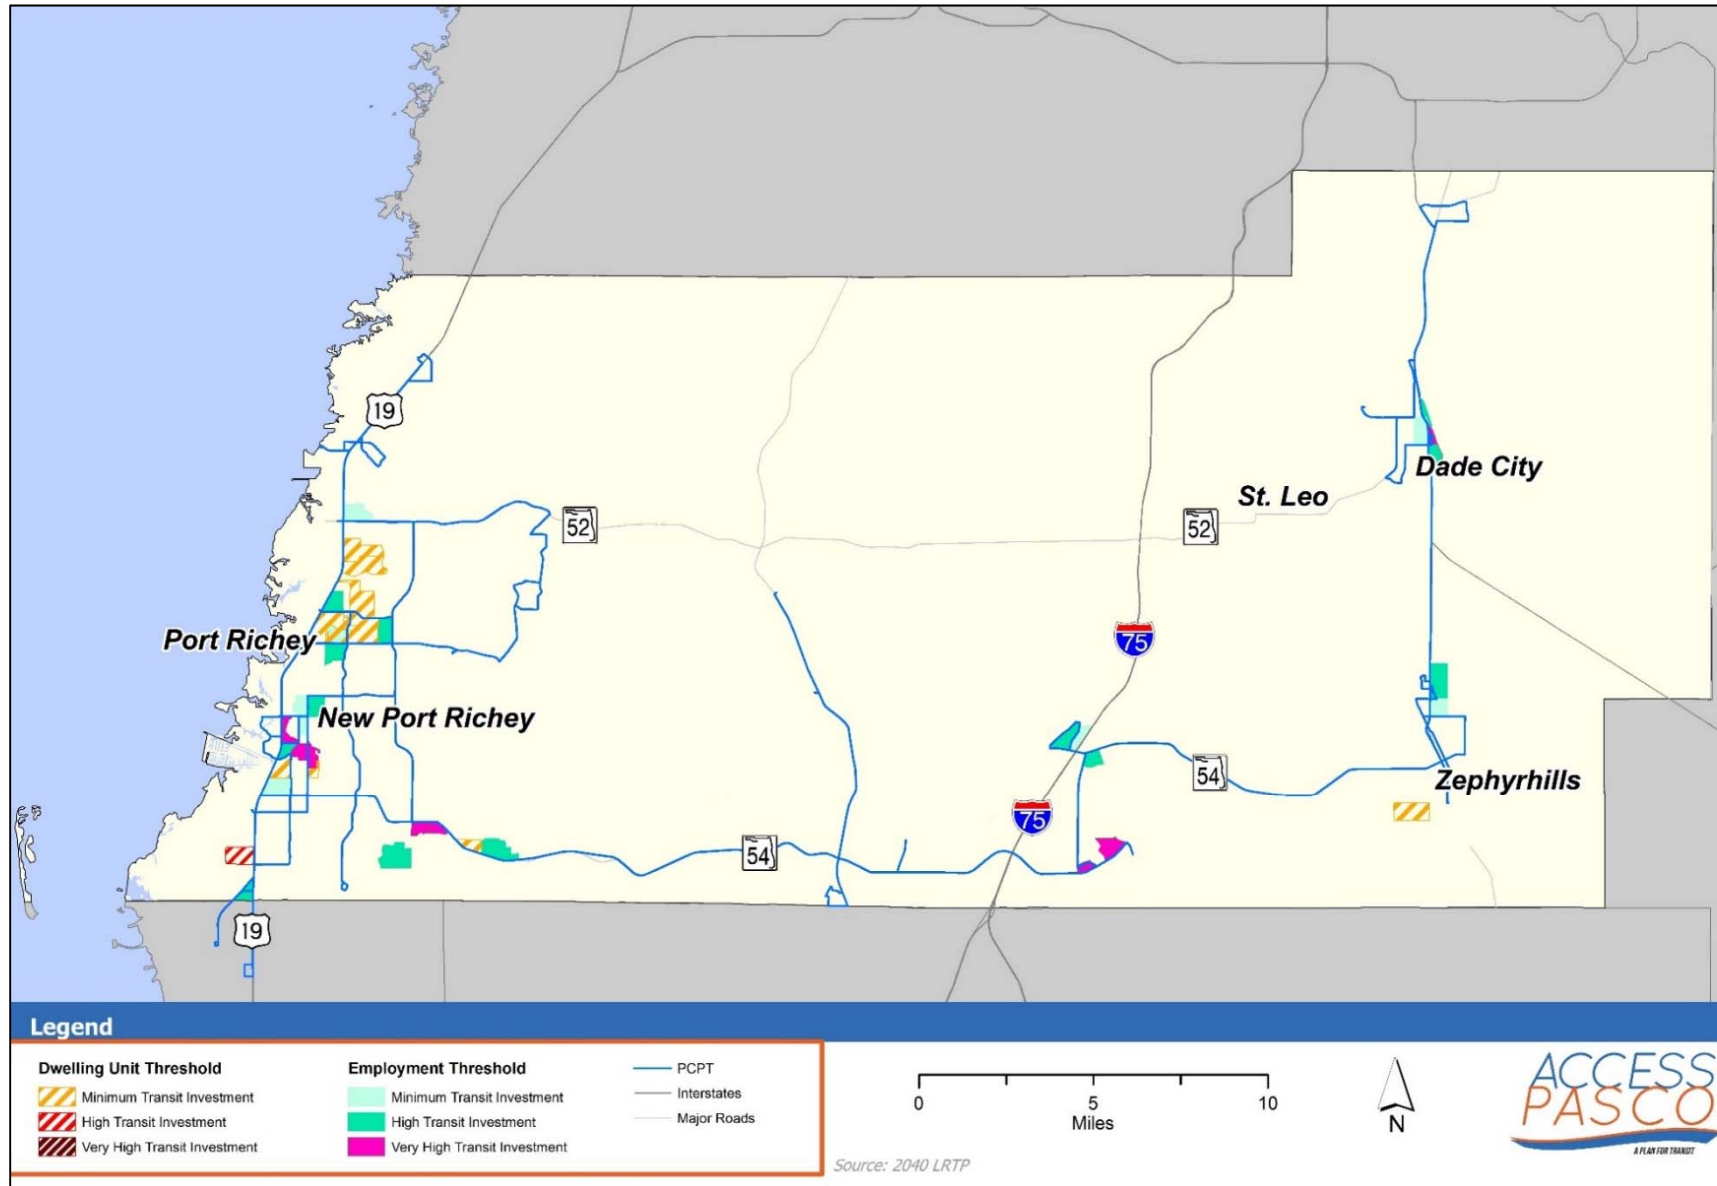 19
52
52
Dade City
St. Leo
Port Richey
75
New Port Richey
54
Zephyrhills
75
54
19
Legend
Dwelling Unit Threshold
Minimum Transit Investment
High Transit Investment
Very High Transit Investment
Employment Threshold
Minimum Transit Investment
High Transit Investment
Very High Transit Investment
PCPT
Interstates
Major Roads
0 5 10
Miles
N
ACCESS
PASCO
A PLAN FOR TRANSIT
Source: 2040 LRTP